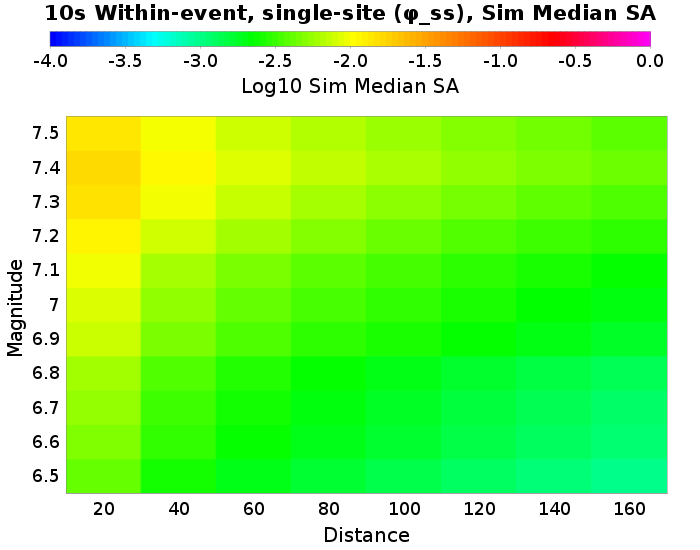 10s Within-event, single-site (φ_ss), Sim Median SA
-4.0 -3.5 -3.0 -2.5 -2.0 -1.5 -1.0 -0.5 0.0
Log10 Sim Median SA
7.5
7.4
7.3
7.2
7.1
7
6.9
6.8
6.7
6.6
6.5
Magnitude
20 40 60 80 100 120 140 160
Distance